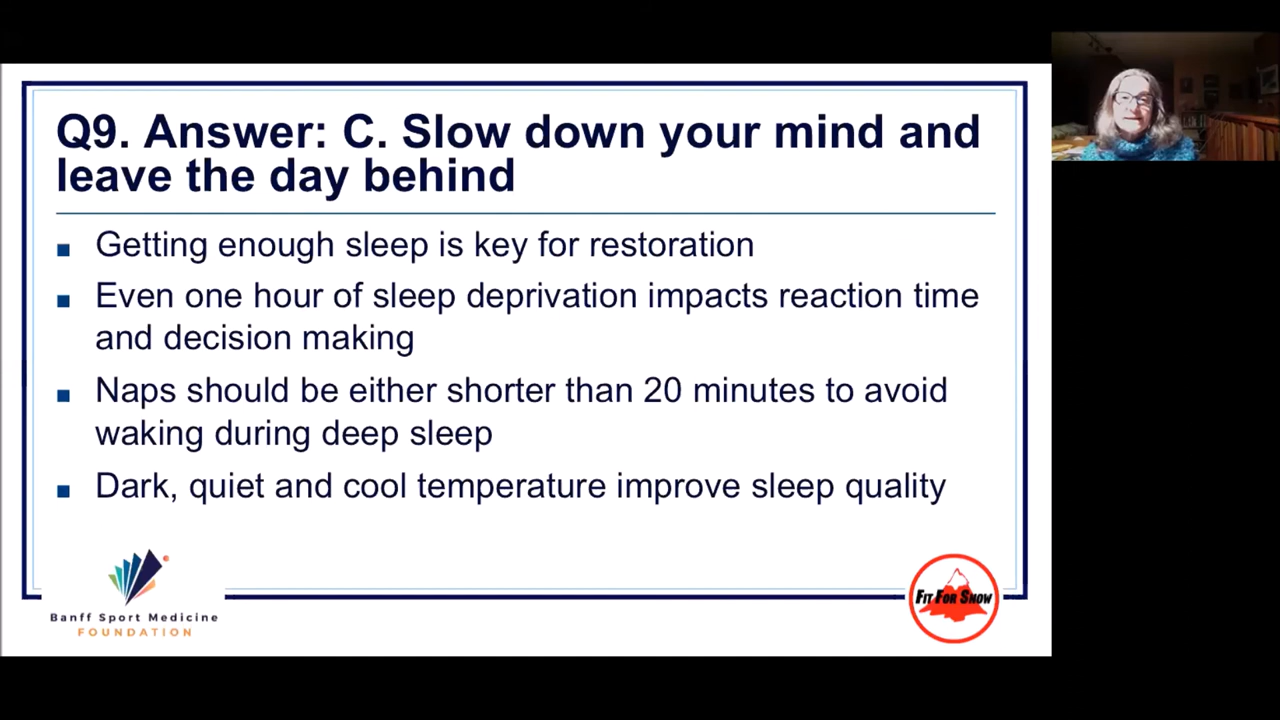 Q9. Answer: C. Slow down your mind and
leave the day behind
Getting enough sleep is key for restoration
Even one hour of sleep deprivation impacts reaction time
and decision making
Naps should be either shorter than 20 minutes to avoid
waking during deep sleep
Dark, quiet and cool temperature improve sleep quality
Banff Sport Medicine
FOUNDATION
FIT FOR SNOW